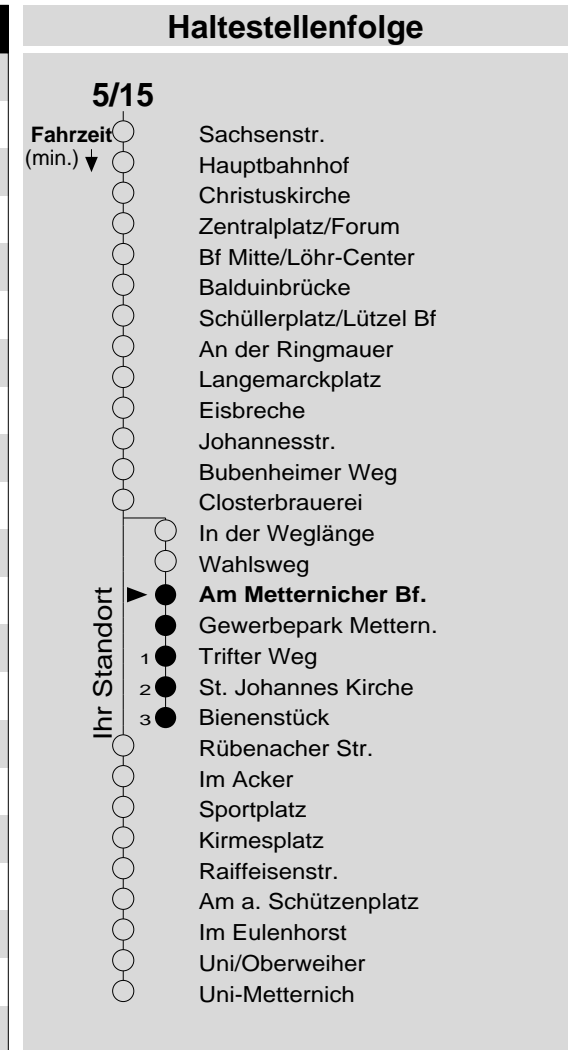 Haltestellenfolge
5/15
Fahrzeit
(min.)
Sachsenstr.
Hauptbahnhof
Christuskirche
Zentralplatz/Forum
Bf Mitte/Löhr-Center
Balduinbrücke
Schüllerplatz/Lützel Bf
An der Ringmauer
Langemarckplatz
Eisbreche
Johannesstr.
Bubenheimer Weg
Closterbrauerei
In der Weglänge
Wahlsweg
Ihr Standort
Am Metternicher Bf.
Gewerbepark Mettern.
1 Trifter Weg
2 St. Johannes Kirche
3 Bienenstück
Rübenacher Str.
Im Acker
Sportplatz
Kirmesplatz
Raiffeisenstr.
Am a. Schützenplatz
Im Eulenhorst
Uni/Oberweiher
Uni-Metternich